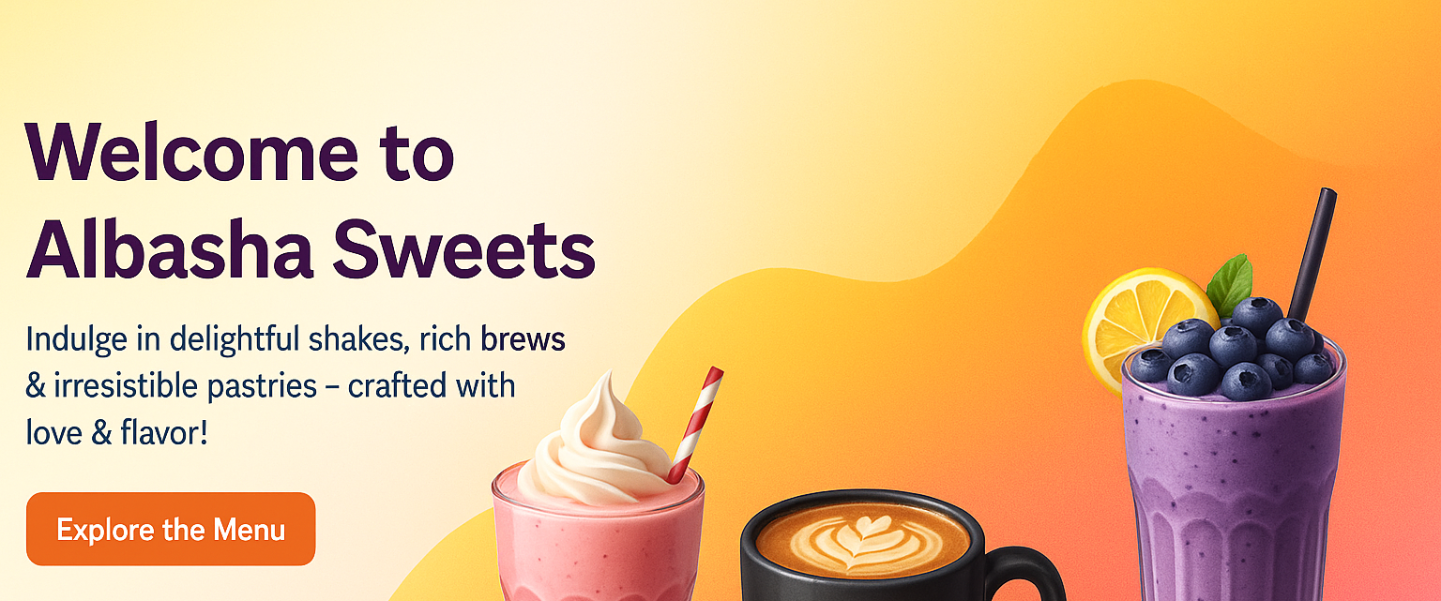 Welcome to
Albasha Sweets
Indulge in delightful shakes, rich brews
& irresistible pastries – crafted with
love & flavor!
Explore the Menu